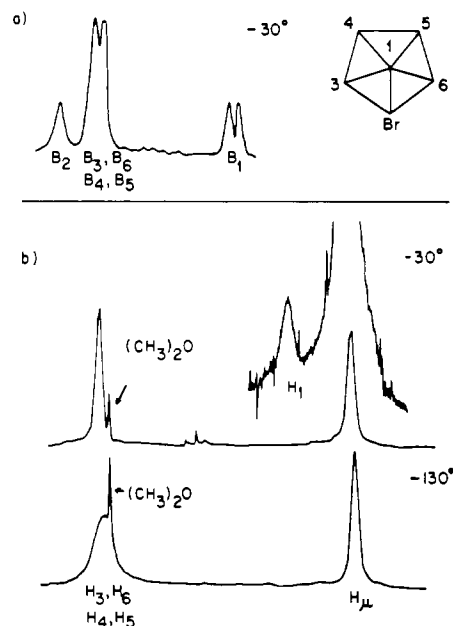 a)
-30°
4
5
1
3
6
Br
B₂
B₃, B₆
B₄, B₅
B₁
b)
-30°
(CH₃)₂O
H₁
-130°
(CH₃)₂O
H₃, H₆
H₄, H₅
Hμ